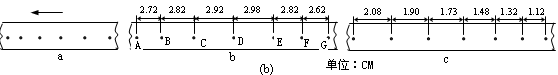 2.72 2.82 2.92 2.98 2.82 2.62
2.08 1.90 1.73 1.48 1.32 1.12
A B C D E F G
a b c
(b) 单位：CM